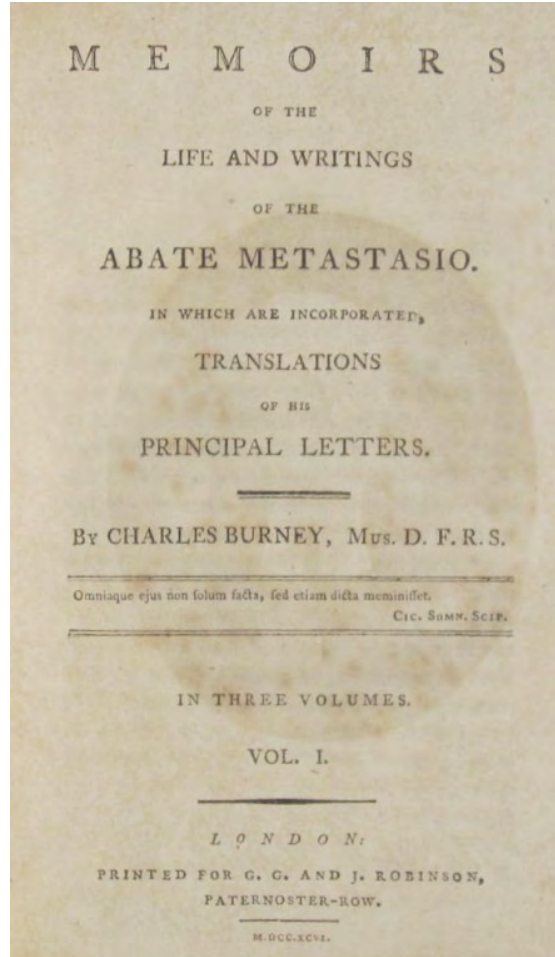 MEMOIRS
OF THE
LIFE AND WRITINGS
OF THE
ABATE METASTASIO.
IN WHICH ARE INCORPORATED,
TRANSLATIONS
OF HIS
PRINCIPAL LETTERS.
BY CHARLES BURNEY, MUS. D. F. R. S.
Omniaque ejus non ſolum facta, ſed etiam dicta meminiſſet.
CIC. SOMN. SCIP.
IN THREE VOLUMES.
VOL. I.
LONDON:
PRINTED FOR G. G. AND J. ROBINSON,
PATERNOSTER-ROW.
M.DCC.XCVI.